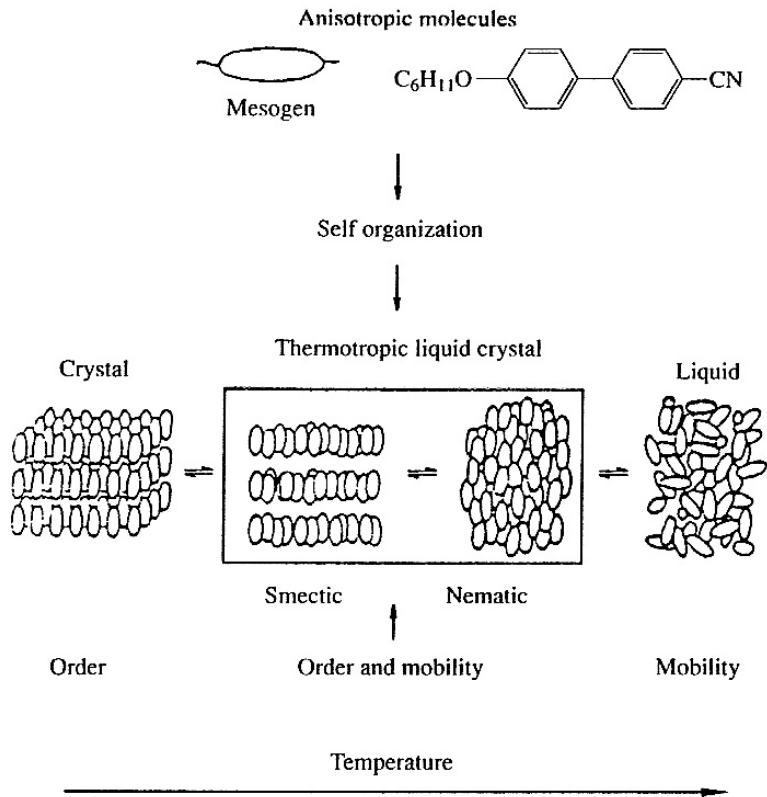 Anisotropic molecules
C₆H₁₁O
CN
Mesogen
Self organization
Thermotropic liquid crystal
Crystal
Liquid
Smectic
Nematic
Order
Order and mobility
Mobility
Temperature